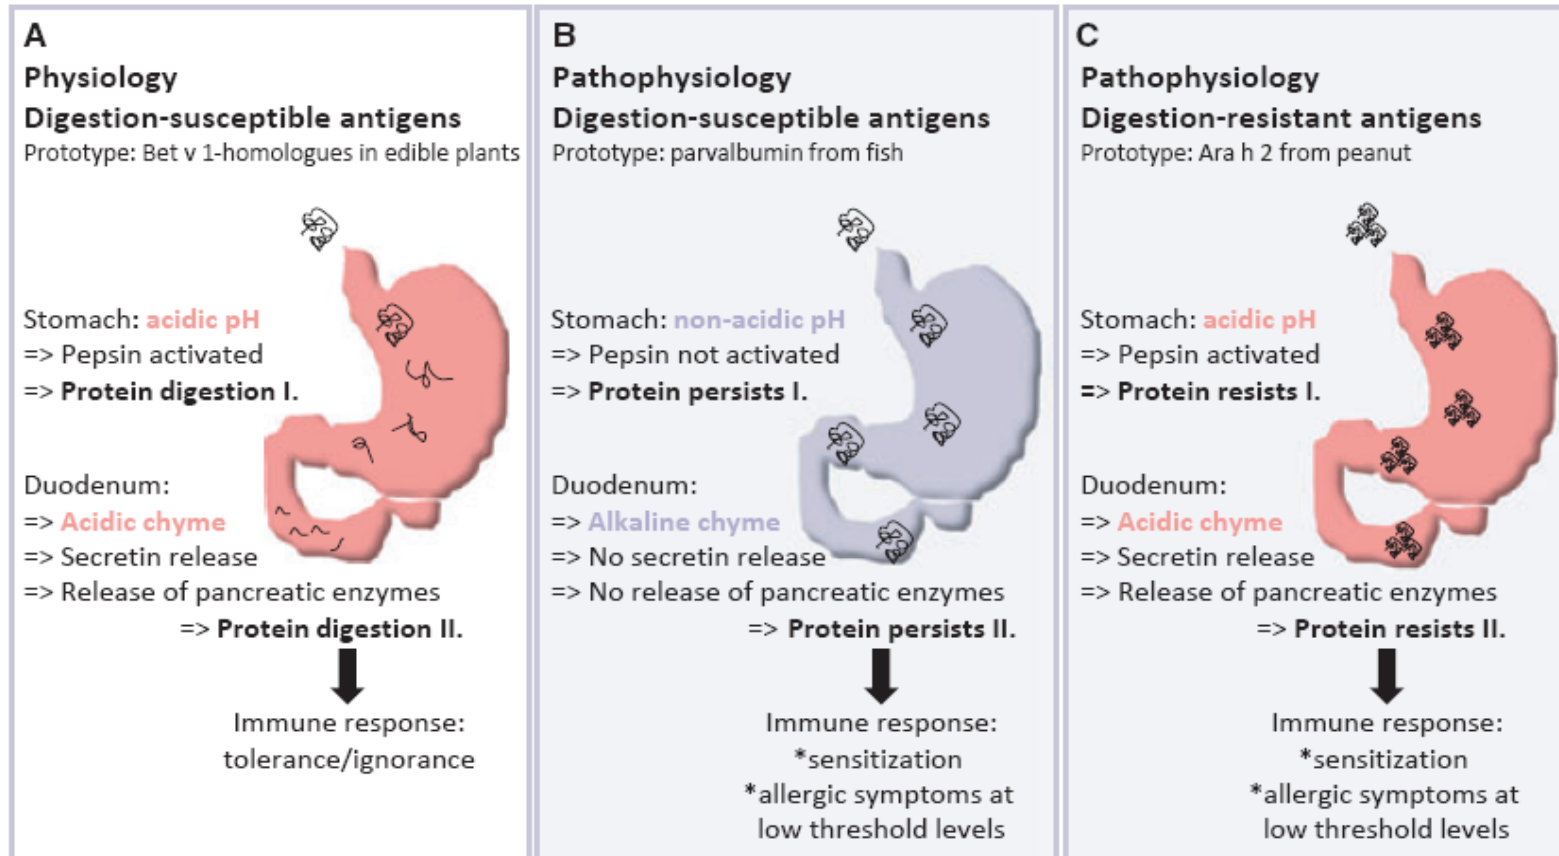 A
Physiology
Digestion-susceptible antigens
Prototype: Bet v 1-homologues in edible plants
Stomach: acidic pH
=> Pepsin activated
=> Protein digestion I.
Duodenum:
=> Acidic chyme
=> Secretin release
=> Release of pancreatic enzymes
=> Protein digestion II.
Immune response:
tolerance/ignorance
B
Pathophysiology
Digestion-susceptible antigens
Prototype: parvalbumin from fish
Stomach: non-acidic pH
=> Pepsin not activated
=> Protein persists I.
Duodenum:
=> Alkaline chyme
=> No secretin release
=> No release of pancreatic enzymes
=> Protein persists II.
Immune response:
*sensitization
*allergic symptoms at
low threshold levels
C
Pathophysiology
Digestion-resistant antigens
Prototype: Ara h 2 from peanut
Stomach: acidic pH
=> Pepsin activated
=> Protein resists I.
Duodenum:
=> Acidic chyme
=> Secretin release
=> Release of pancreatic enzymes
=> Protein resists II.
Immune response:
*sensitization
*allergic symptoms at
low threshold levels